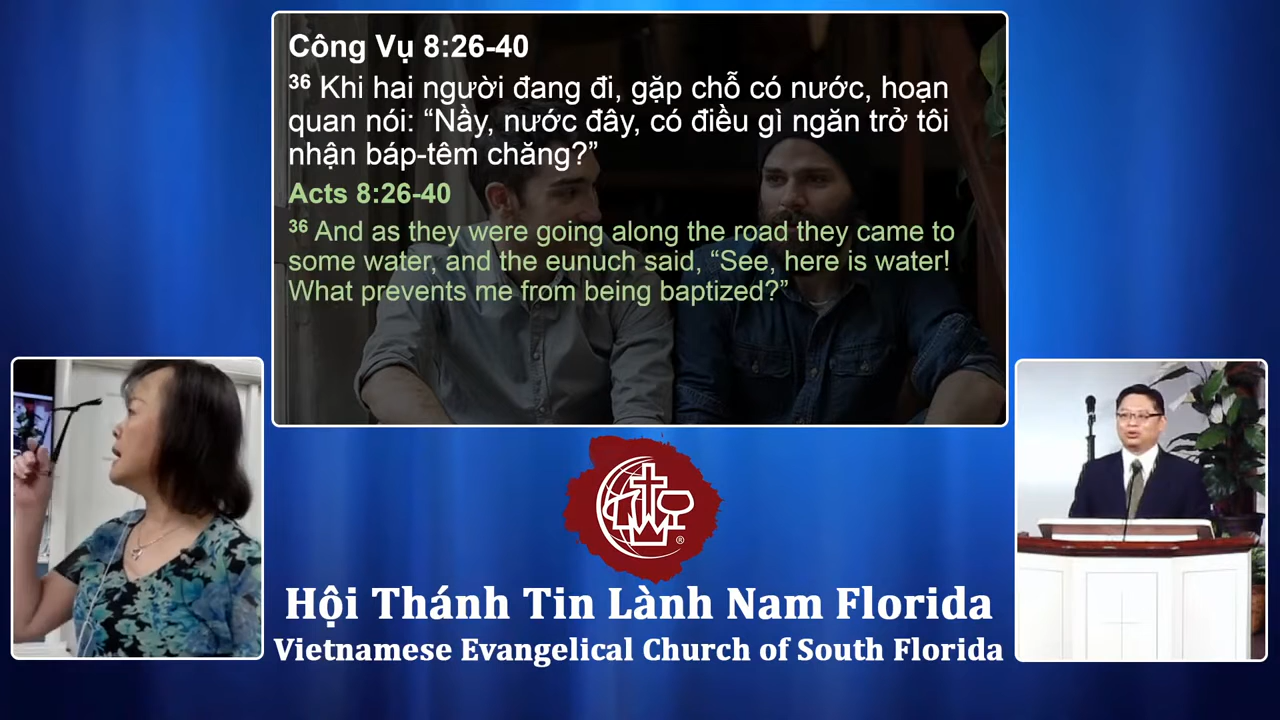 Công Vụ 8:26-40
36 Khi hai người đang đi, gặp chỗ có nước, hoạn
quan nói: “Nầy, nước đây, có điều gì ngăn trở tôi
nhận báp-têm chăng?”
Acts 8:26-40
36 And as they were going along the road they came to
some water, and the eunuch said, “See, here is water!
What prevents me from being baptized?”
®
Hội Thánh Tin Lành Nam Florida
Vietnamese Evangelical Church of South Florida